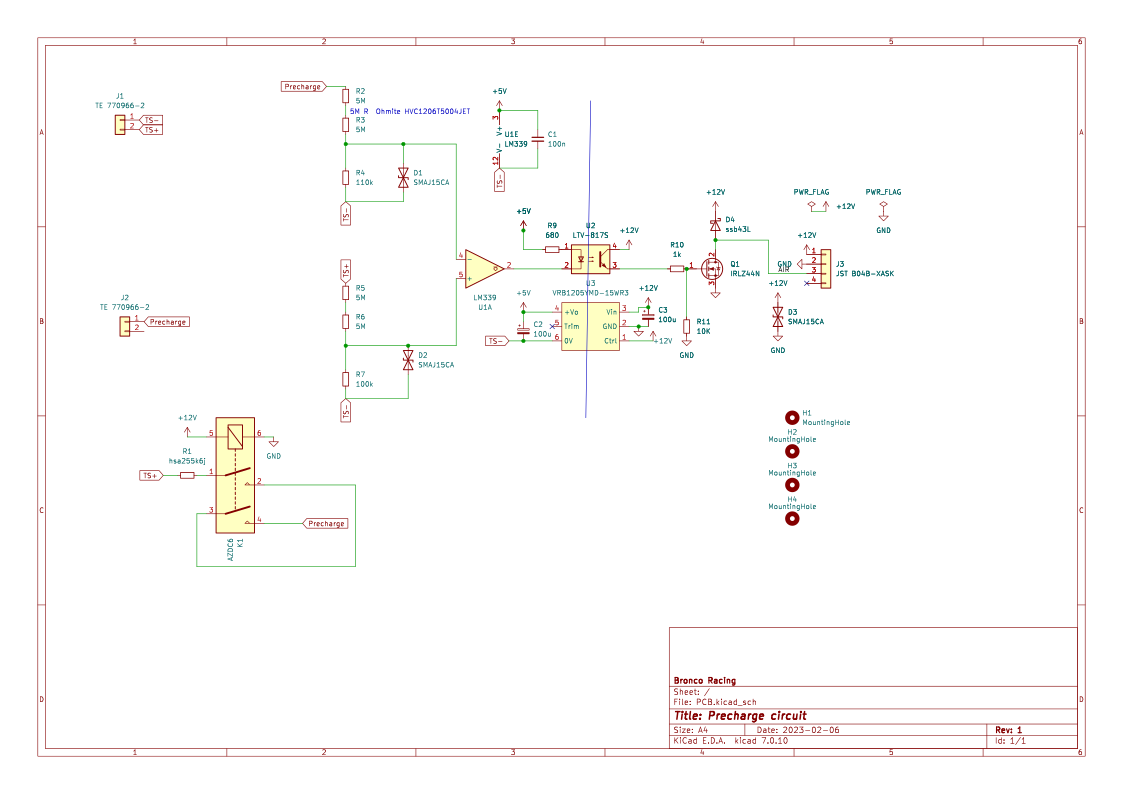 1 2 3 4 5 6
Precharge
R2
5M
5M R Ohmite HVC1206T5004JET
R3
5M
J1
TE 770966-2
1 TS-
2 TS+
A
A
+5V
3
V+
U1E
LM339
V-
12
TS-
C1
100n
R4
110k
D1
SMAJ15CA
TS-
+12V
D4
ssb43L
PWR_FLAG
+12V
PWR_FLAG
GND
+5V
R9
680
U2
LTV-817S
1
2
4
3
+12V
R10
1k
1
2
3
Q1
IRLZ44N
+12V
1
GND
2
AIR
3
4
J3
JST B04B-XASK
+12V
D3
SMAJ15CA
GND
4
−
5
+
2
LM339
U1A
TS+
R5
5M
R6
5M
J2
TE 770966-2
1
2
Precharge
B
B
U3
VRB1205YMD-15WR3
+5V
C2
100u
TS-
4 +Vo
5 Trim
6 0V
Vin 3
GND 2
Ctrl 1
+12V
C3
100u
+12V
R11
10K
GND
D2
SMAJ15CA
R7
100k
TS-
+12V
R1
hsa255k6j
TS+
5
6
GND
1
2
3
4
Precharge
AZDC6
K1
C
C
H1
MountingHole
H2
MountingHole
H3
MountingHole
H4
MountingHole
D
D
Bronco Racing
Sheet: /
File: PCB.kicad_sch
Title: Precharge circuit
Size: A4 Date: 2023-02-06 Rev: 1
KiCad E.D.A. kicad 7.0.10 Id: 1/1
1 2 3 4 5 6